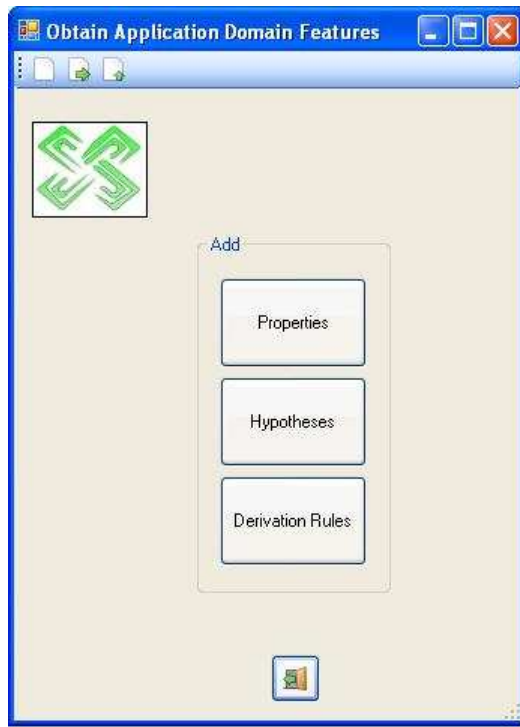 Obtain Application Domain Features
Add
Properties
Hypotheses
Derivation Rules